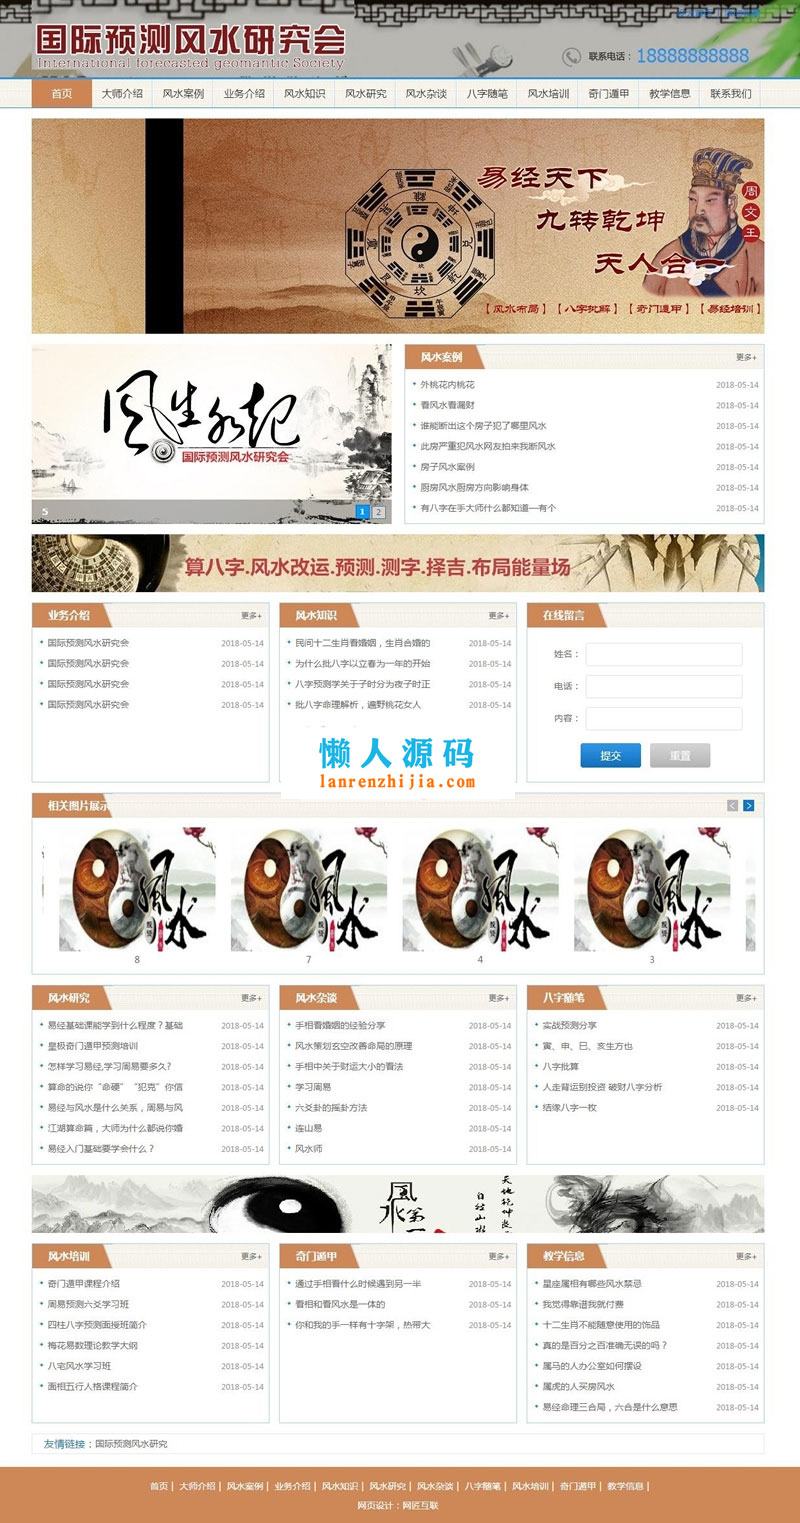 国际预测风水研究会
International forecasted geomantic Society
联系电话： 18888888888
首页 大师介绍 风水案例 业务介绍 风水知识 风水研究 风水杂谈 八字随笔 风水培训 奇门遁甲 教学信息 联系我们
易经天下
九转乾坤
天人合一
周文王
【风水布局】【八字批解】【奇门遁甲】【易经培训】
风生水起
国际预测风水研究会
5 1 2
风水案例 更多+
外桃花内桃花 2018-05-14
看风水看漏财 2018-05-14
谁能断出这个房子犯了哪里风水 2018-05-14
此房严重犯风水网友拍来我断风水 2018-05-14
房子风水案例 2018-05-14
厨房风水厨房方向影响身体 2018-05-14
有八字在手大师什么都知道一有个 2018-05-14
算八字.风水改运.预测.测字.择吉.布局能量场
业务介绍 更多+
国际预测风水研究会 2018-05-14
国际预测风水研究会 2018-05-14
国际预测风水研究会 2018-05-14
国际预测风水研究会 2018-05-14
风水知识 更多+
民间十二生肖看婚姻，生肖合婚的 2018-05-14
为什么批八字以立春为一年的开始 2018-05-14
八字预测学关于子时分为夜子时正 2018-05-14
批八字命理解析，遍野桃花女人 2018-05-14
在线留言
姓名：
电话：
内容：
提交 重置
懒人源码
lanrenzhijia.com
相关图片展示
风水
风水
风水
风水
8 7 4 3
风水研究 更多+
易经基础课能学到什么程度？基础 2018-05-14
皇极奇门遁甲预测培训 2018-05-14
怎样学习易经,学习周易要多久? 2018-05-14
算命的说你“命硬”“犯克”你信 2018-05-14
易经与风水是什么关系，周易与风 2018-05-14
江湖算命篇，大师为什么都说你婚 2018-05-14
易经入门基础要学会什么？ 2018-05-14
风水杂谈 更多+
手相看婚姻的经验分享 2018-05-14
风水策划玄空改善命局的原理 2018-05-14
手相中关于财运大小的看法 2018-05-14
学习周易 2018-05-14
六爻卦的摇卦方法 2018-05-14
连山易 2018-05-14
风水师 2018-05-14
八字随笔 更多+
实战预测分享 2018-05-14
寅、申、巳、亥生方也 2018-05-14
八字批算 2018-05-14
人走背运别投资 破财八字分析 2018-05-14
结缘八字一枚 2018-05-14
風水第一
天地乾坤
自然山水
风水培训 更多+
奇门遁甲课程介绍 2018-05-14
周易预测六爻学习班 2018-05-14
四柱八字预测面授班简介 2018-05-14
梅花易数理论教学大纲 2018-05-14
八宅风水学习班 2018-05-14
面相五行人格课程简介 2018-05-14
奇门遁甲 更多+
通过手相看什么时候遇到另一半 2018-05-14
看相和看风水是一体的 2018-05-14
你和我的手一样有十字架，热带大 2018-05-14
教学信息 更多+
星座属相有哪些风水禁忌 2018-05-14
我觉得靠谱我就付费 2018-05-14
十二生肖不能随意使用的饰品 2018-05-14
真的是百分之百准确无误的吗？ 2018-05-14
属马的人办公室如何摆设 2018-05-14
属虎的人买房风水 2018-05-14
易经命理三合局，六合是什么意思 2018-05-14
友情链接：国际预测风水研究
首页 | 大师介绍 | 风水案例 | 业务介绍 | 风水知识 | 风水研究 | 风水杂谈 | 八字随笔 | 风水培训 | 奇门遁甲 | 教学信息 |
网页设计：网匠互联